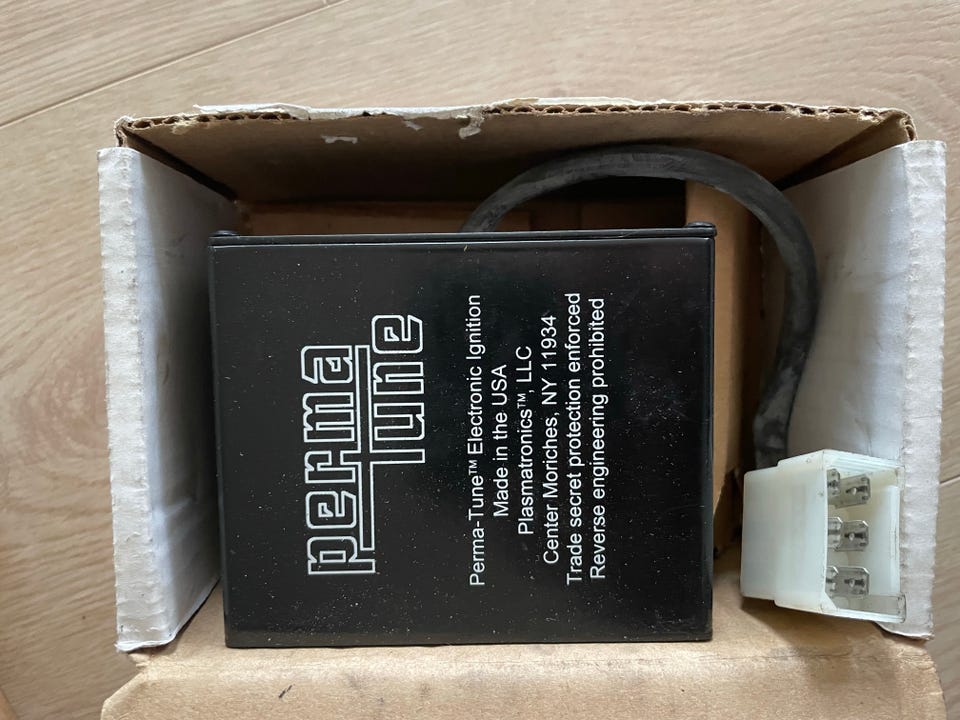 perma
Tune
Perma-Tune™ Electronic Ignition
Made in the USA
Plasmatronics™, LLC
Center Moriches, NY 11934
Trade secret protection enforced
Reverse engineering prohibited